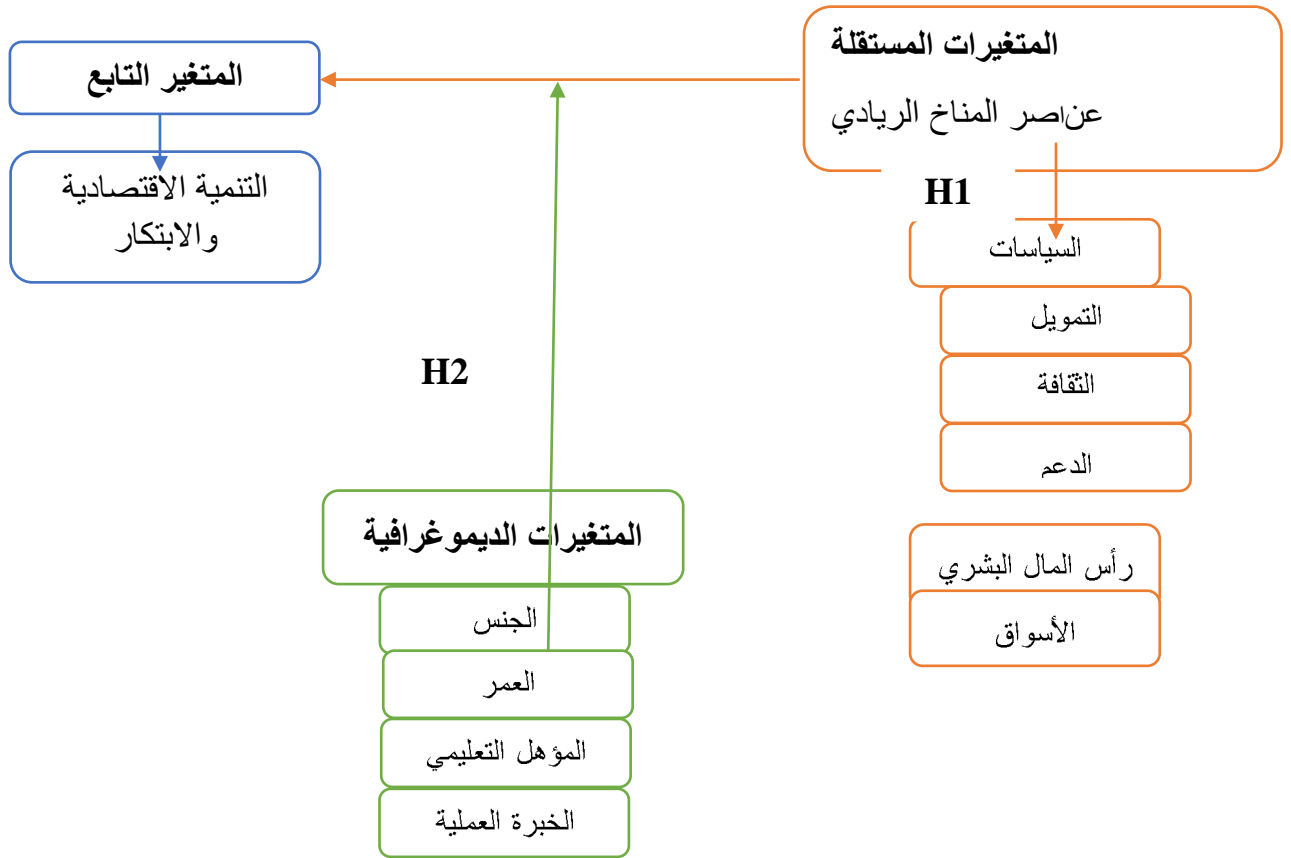 المتغيرات المستقلة
عناصر المناخ الريادي
المتغير التابع
التنمية الاقتصادية
والابتكار
H1
السياسات
التمويل
الثقافة
الدعم
رأس المال البشري
الأسواق
H2
المتغيرات الديموغرافية
الجنس
العمر
المؤهل التعليمي
الخبرة العملية